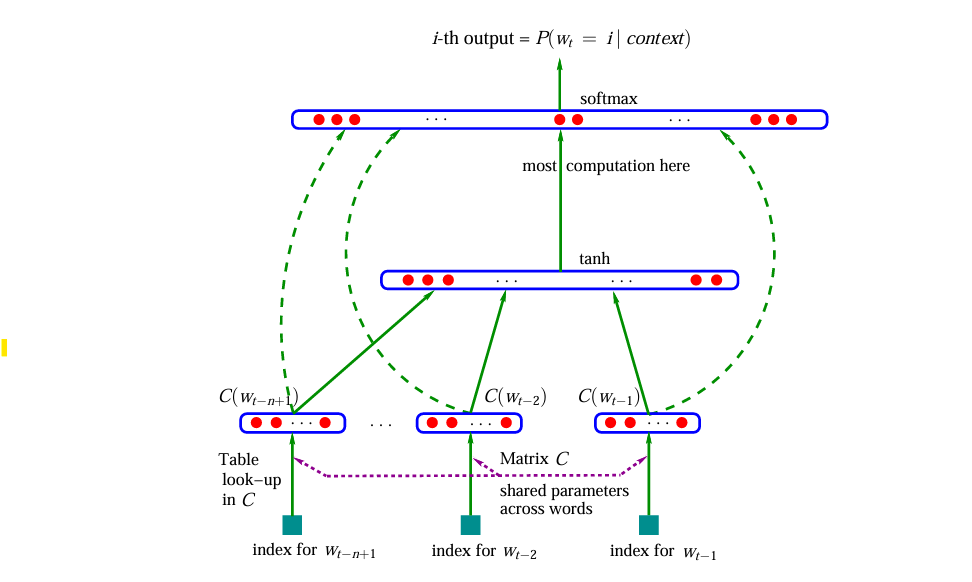 i-th output = P(w_t = i | context)
softmax
. . .
. . .
most computation here
tanh
. . .
. . .
C(w_{t−n+1})
C(w_{t−2})
C(w_{t−1})
. . .
. . .
. . .
. . .
Table
look−up
in C
Matrix C
shared parameters
across words
index for w_{t−n+1}
index for w_{t−2}
index for w_{t−1}